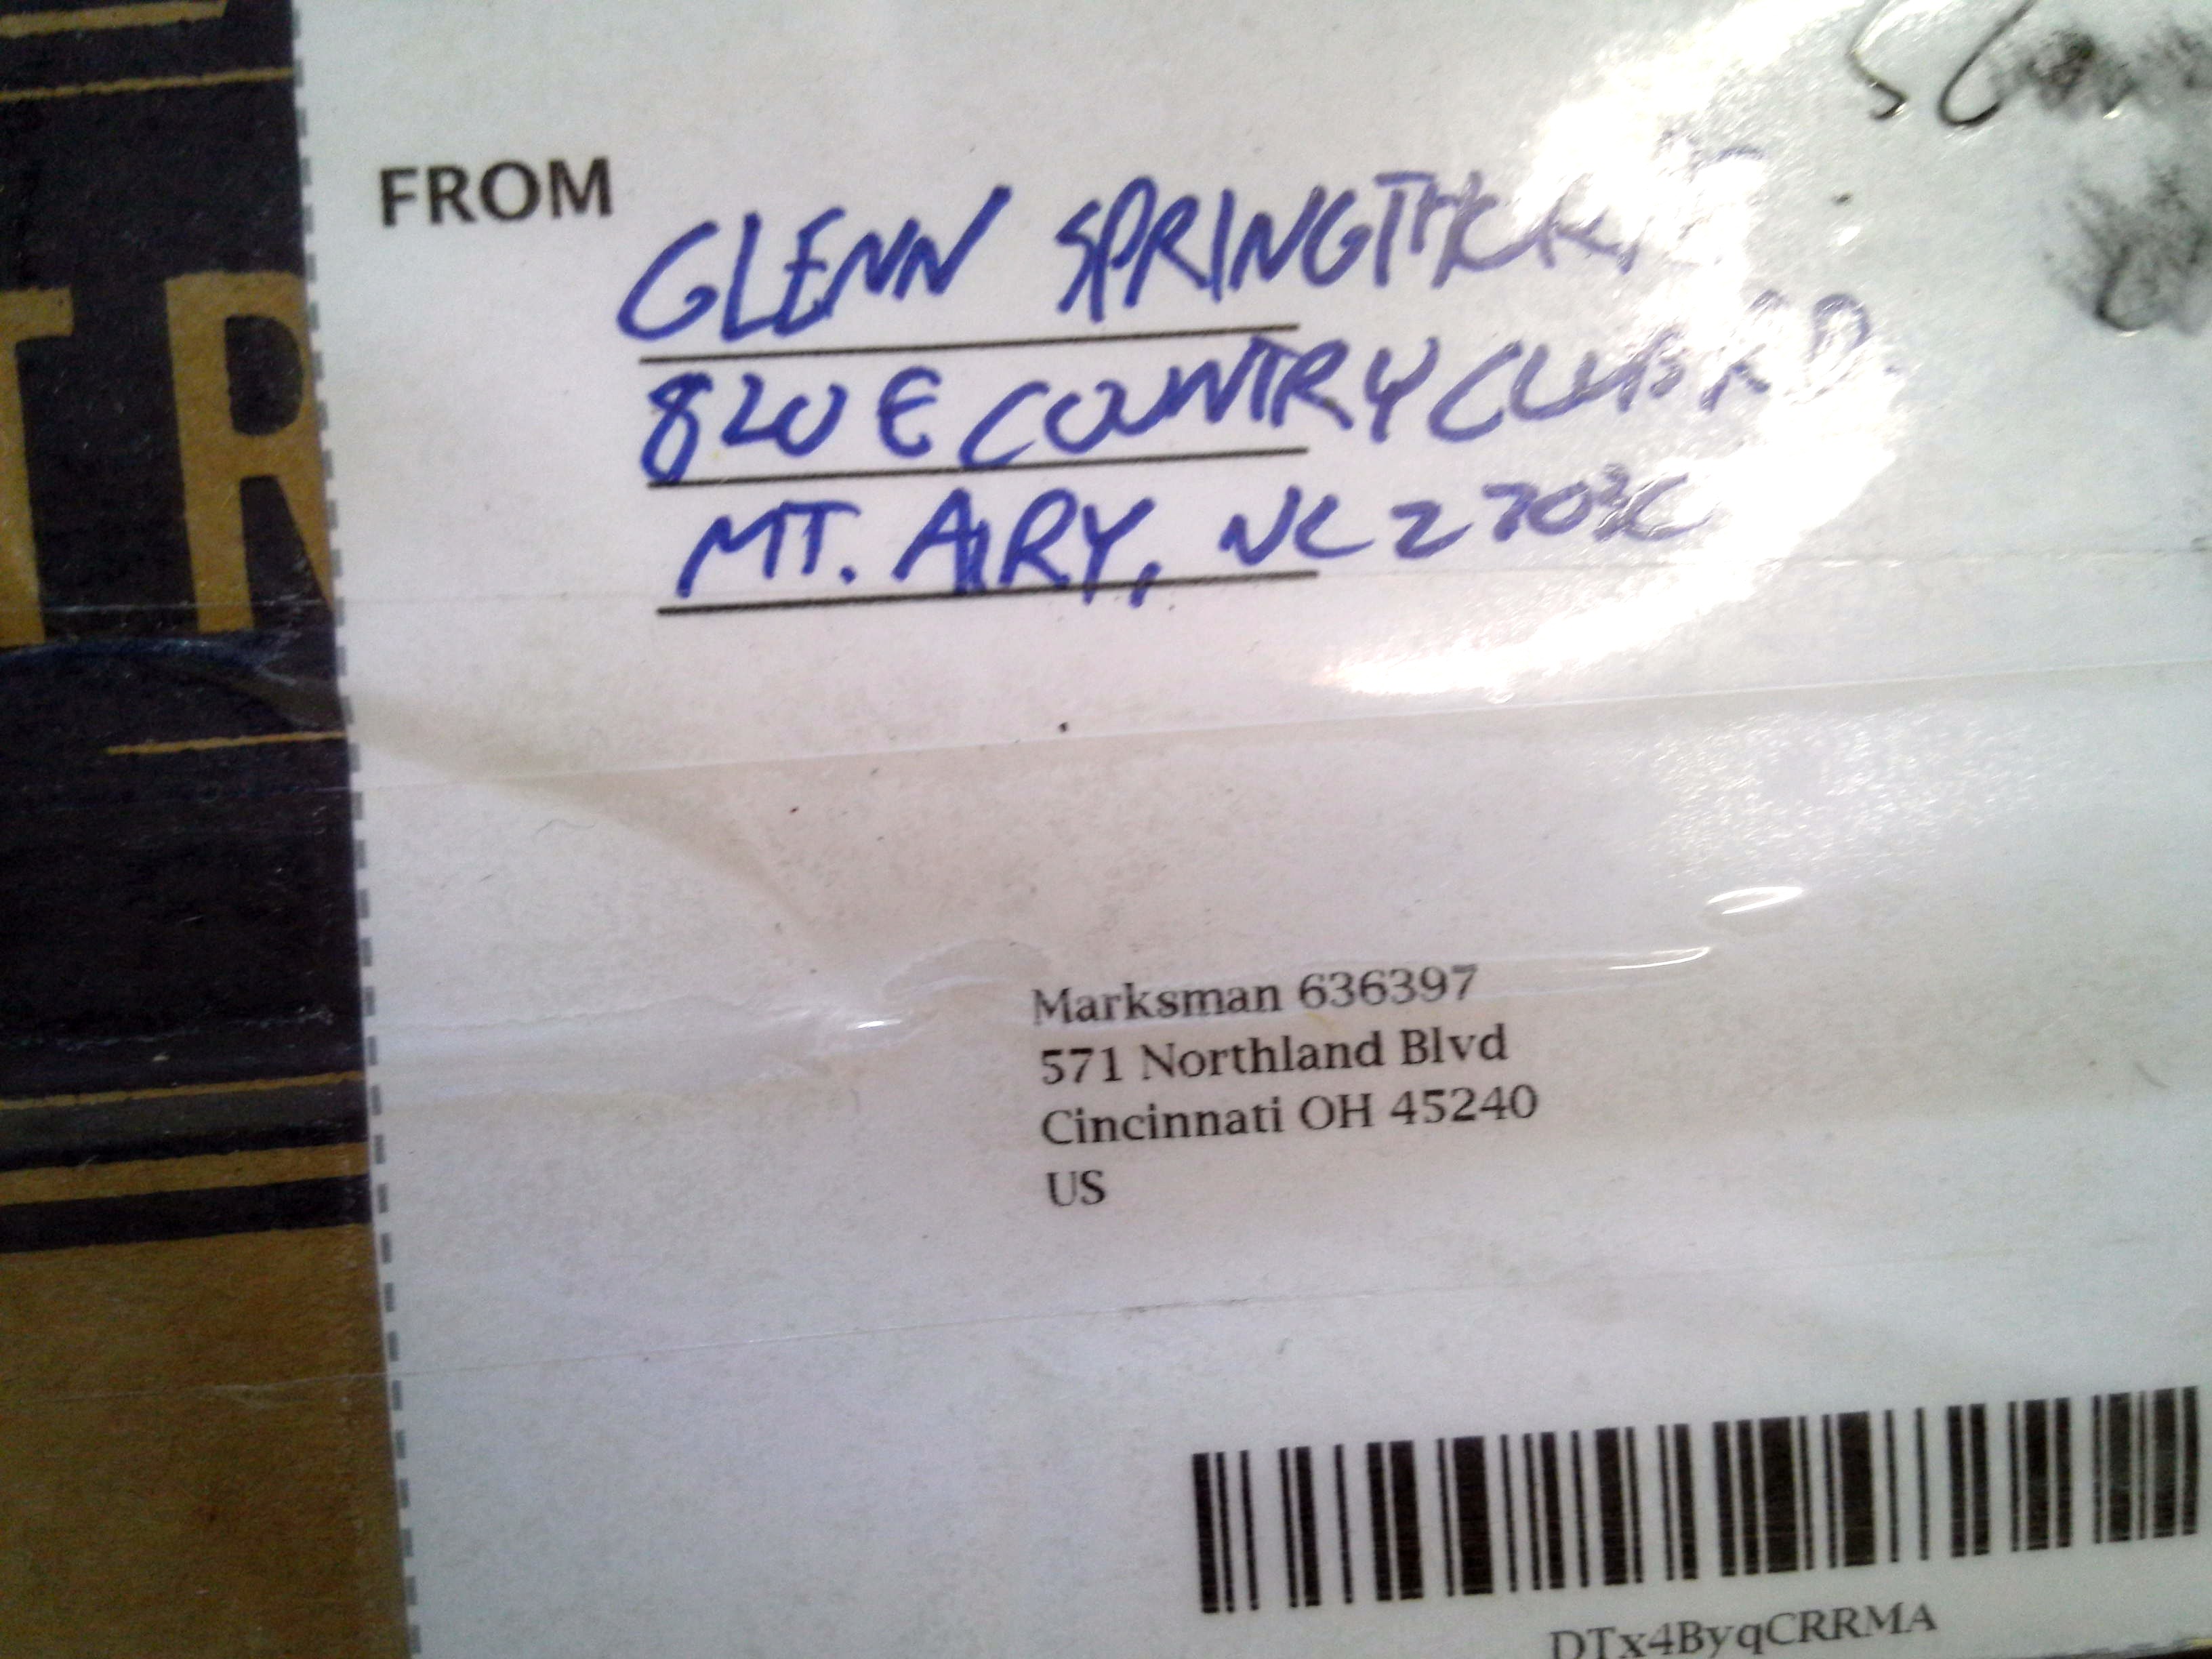 TR
FROM
GLENN
820 E COUNTRY CLUB RD.
MT. AIRY, NC 27030
Marksman 636397
571 Northland Blvd
Cincinnati OH 45240
US
DTx4ByqCRRMA